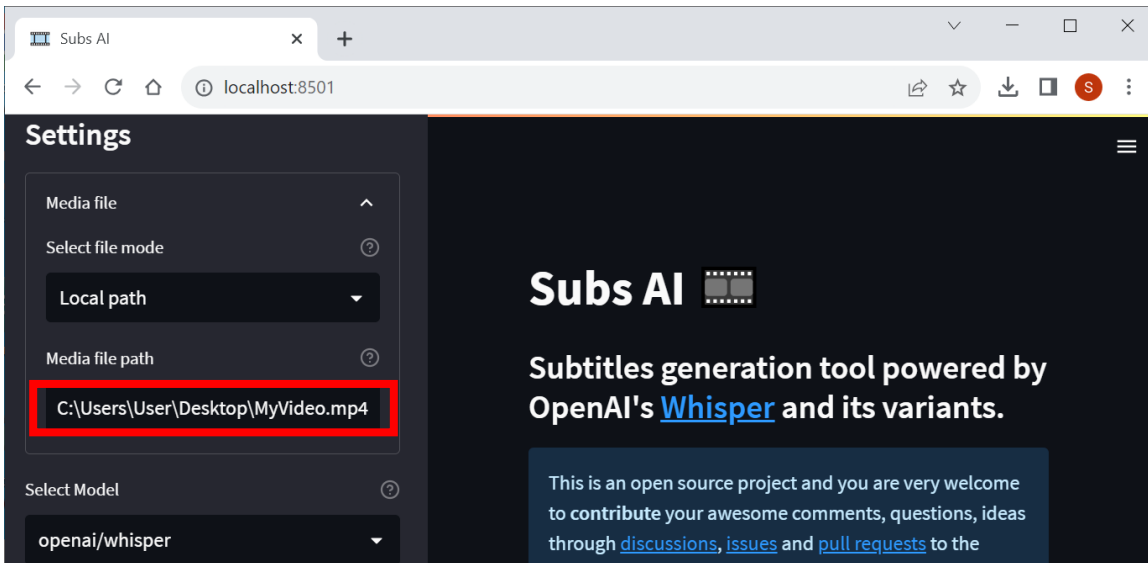 Subs AI
localhost:8501
S
Settings
Media file
Select file mode
Local path
Media file path
C:\Users\User\Desktop\MyVideo.mp4
Select Model
openai/whisper
Subs AI
Subtitles generation tool powered by
OpenAI's Whisper and its variants.
This is an open source project and you are very welcome
to contribute your awesome comments, questions, ideas
through discussions, issues and pull requests to the